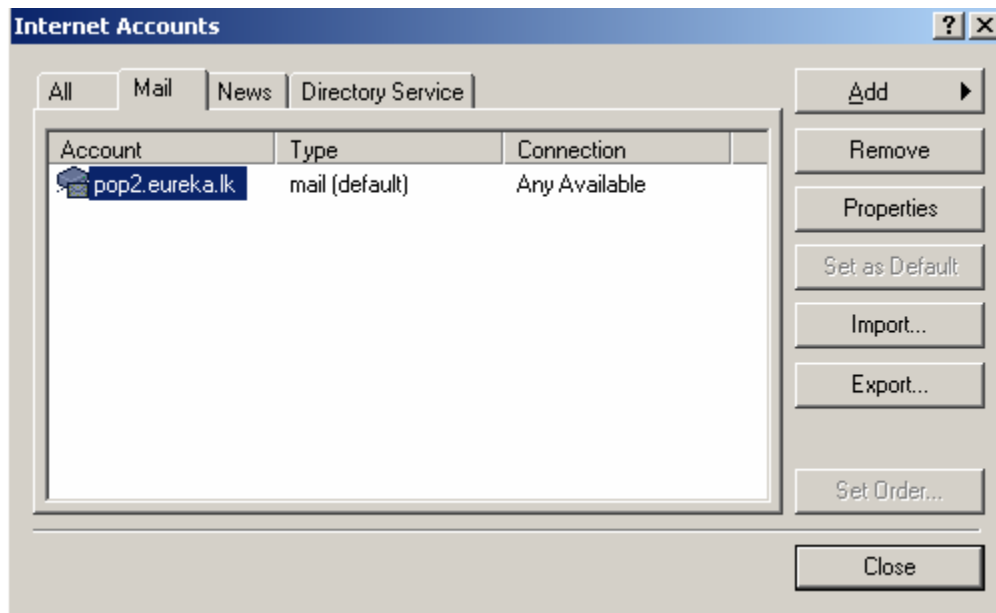 Internet Accounts
All Mail News Directory Service
Account Type Connection
pop2.eureka.lk mail (default) Any Available
Add
Remove
Properties
Set as Default
Import...
Export...
Set Order...
Close